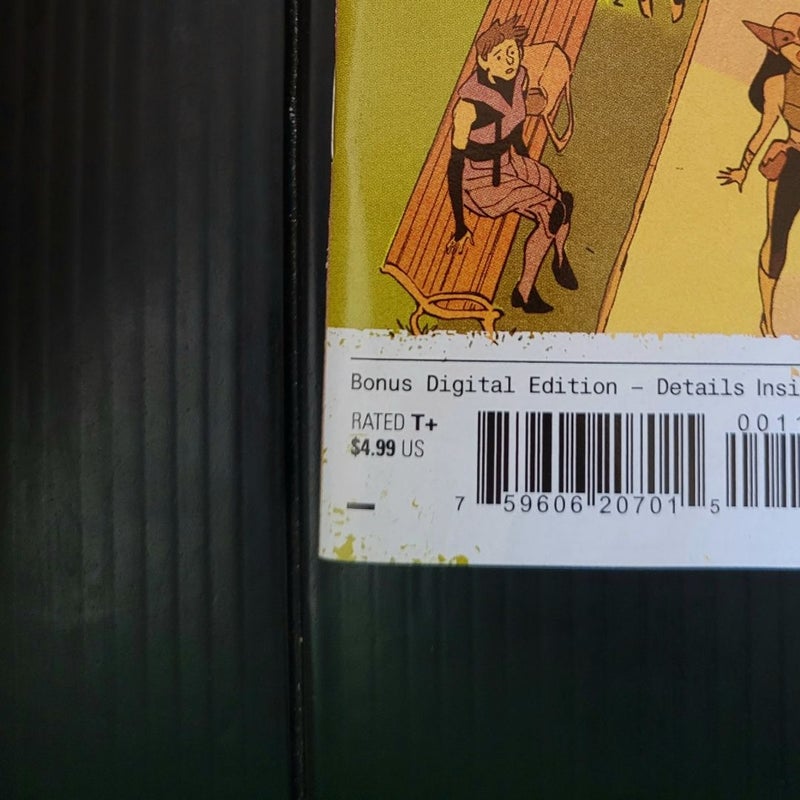 Bonus Digital Edition – Details Insi
RATED T+
$4.99 US
0011
7 59606 20701 5